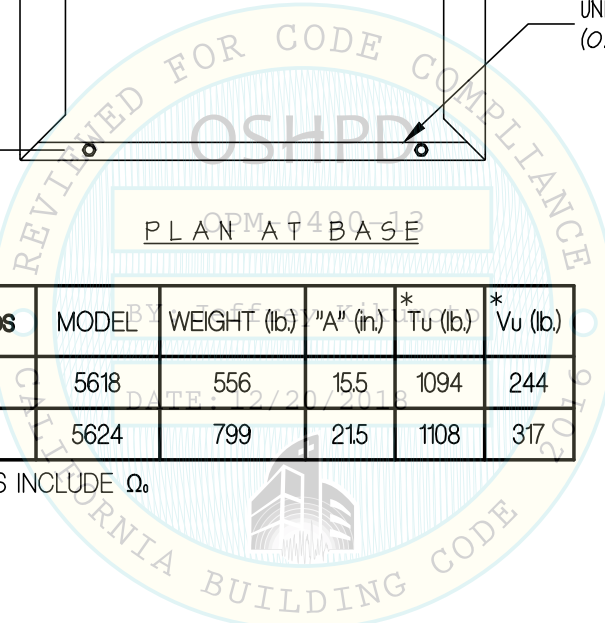 UN
(0.
REVIEWED FOR CODE COMPLIANCE
OSHPD
OPM-0490-13
PLAN AT BASE
BY: Jeffrey Kikumoto
MODEL WEIGHT (lb.) "A" (in.) *Tu (lb.) *Vu (lb.)
5618 556 15.5 1094 244
DATE: 12/20/2018
5624 799 21.5 1108 317
S INCLUDE Ω₀
CALIFORNIA BUILDING CODE 2016